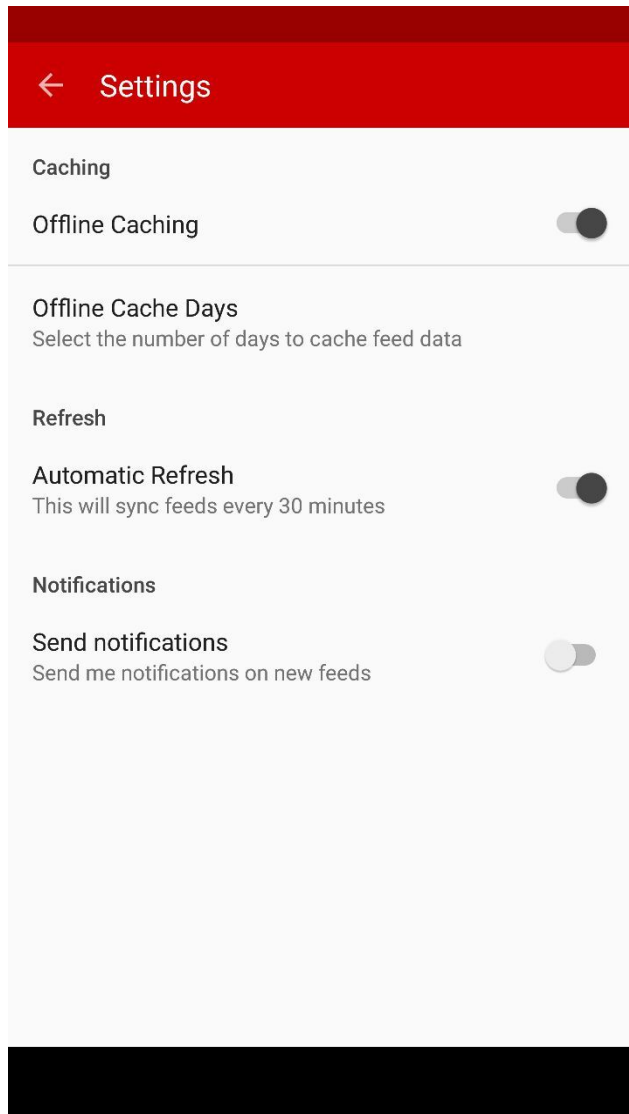 Settings
Caching
Offline Caching
Offline Cache Days
Select the number of days to cache feed data
Refresh
Automatic Refresh
This will sync feeds every 30 minutes
Notifications
Send notifications
Send me notifications on new feeds